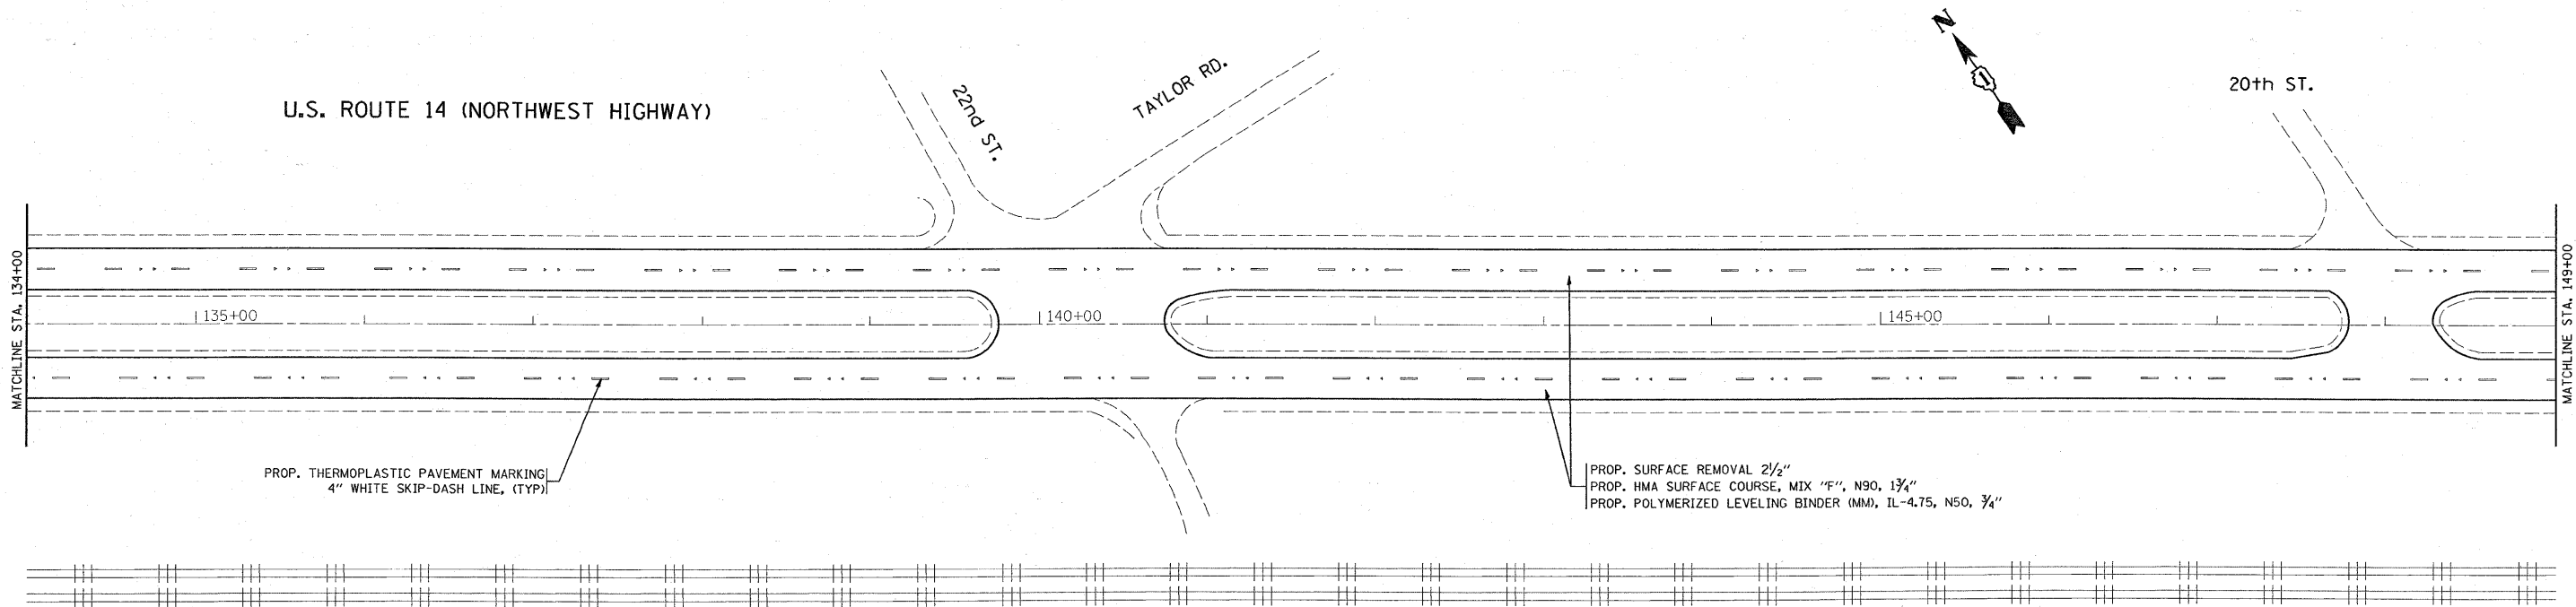 N
U.S. ROUTE 14 (NORTHWEST HIGHWAY)
22nd ST.
TAYLOR RD.
20th ST.
MATCHLINE STA. 134+00
135+00
140+00
145+00
MATCHLINE STA. 149+00
PROP. THERMOPLASTIC PAVEMENT MARKING
4" WHITE SKIP-DASH LINE, (TYP)
PROP. SURFACE REMOVAL 2½"
PROP. HMA SURFACE COURSE, MIX "F", N90, 1¾"
PROP. POLYMERIZED LEVELING BINDER (MM), IL-4.75, N50, ¾"